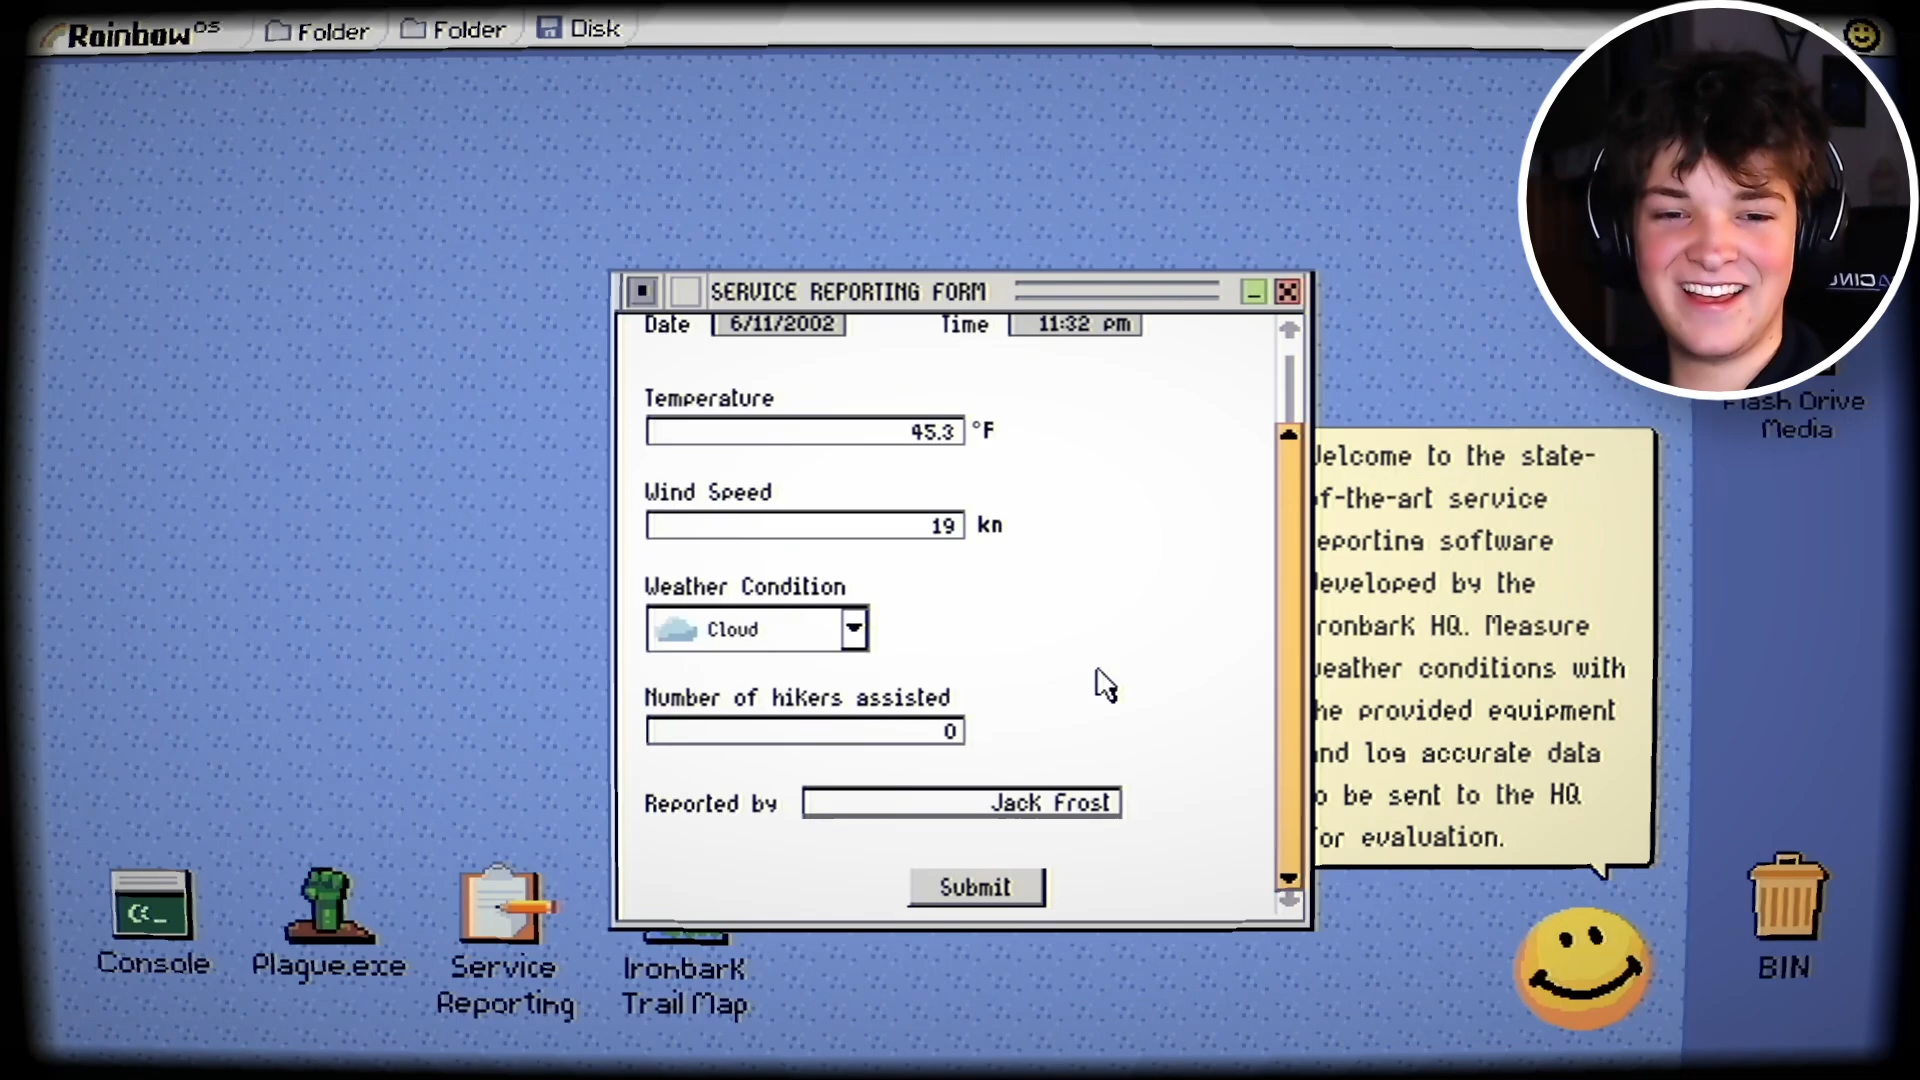 Rainbow OS
Folder
Folder
Disk
SERVICE REPORTING FORM
Date 6/11/2002 Time 11:32 pm
Temperature
45.3 °F
Wind Speed
19 kn
Weather Condition
Cloud
Number of hikers assisted
0
Reported by Jack Frost
Submit
elcome to the state-
f-the-art service
eporting software
eveloped by the
ronbark HQ. Measure
eather conditions with
he provided equipment
nd log accurate data
o be sent to the HQ
or evaluation.
Flash Drive
Media
Console
Plague.exe
Service
Reporting
Ironbark
Trail Map
BIN